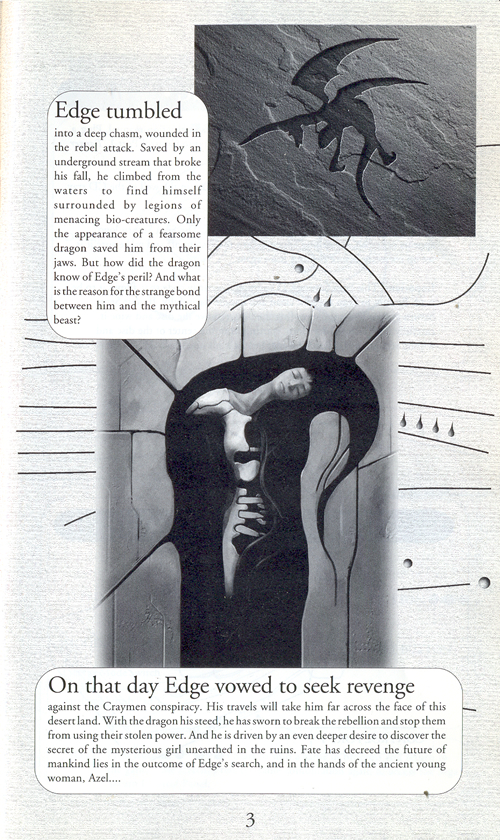 Edge tumbled
into a deep chasm, wounded in
the rebel attack. Saved by an
underground stream that broke
his fall, he climbed from the
waters to find himself
surrounded by legions of
menacing bio-creatures. Only
the appearance of a fearsome
dragon saved him from their
jaws. But how did the dragon
know of Edge's peril? And what
is the reason for the strange bond
between him and the mythical
beast?
On that day Edge vowed to seek revenge
against the Craymen conspiracy. His travels will take him far across the face of this
desert land. With the dragon his steed, he has sworn to break the rebellion and stop them
from using their stolen power. And he is driven by an even deeper desire to discover the
secret of the mysterious girl unearthed in the ruins. Fate has decreed the future of
mankind lies in the outcome of Edge's search, and in the hands of the ancient young
woman, Azel....
3